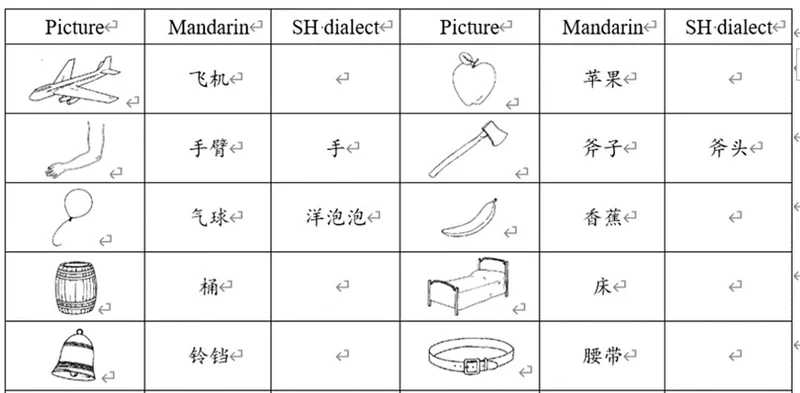 Picture Mandarin SH dialect Picture Mandarin SH dialect
飞机 苹果
手臂 手 斧子 斧头
气球 洋泡泡 香蕉
桶 床
铃铛 腰带